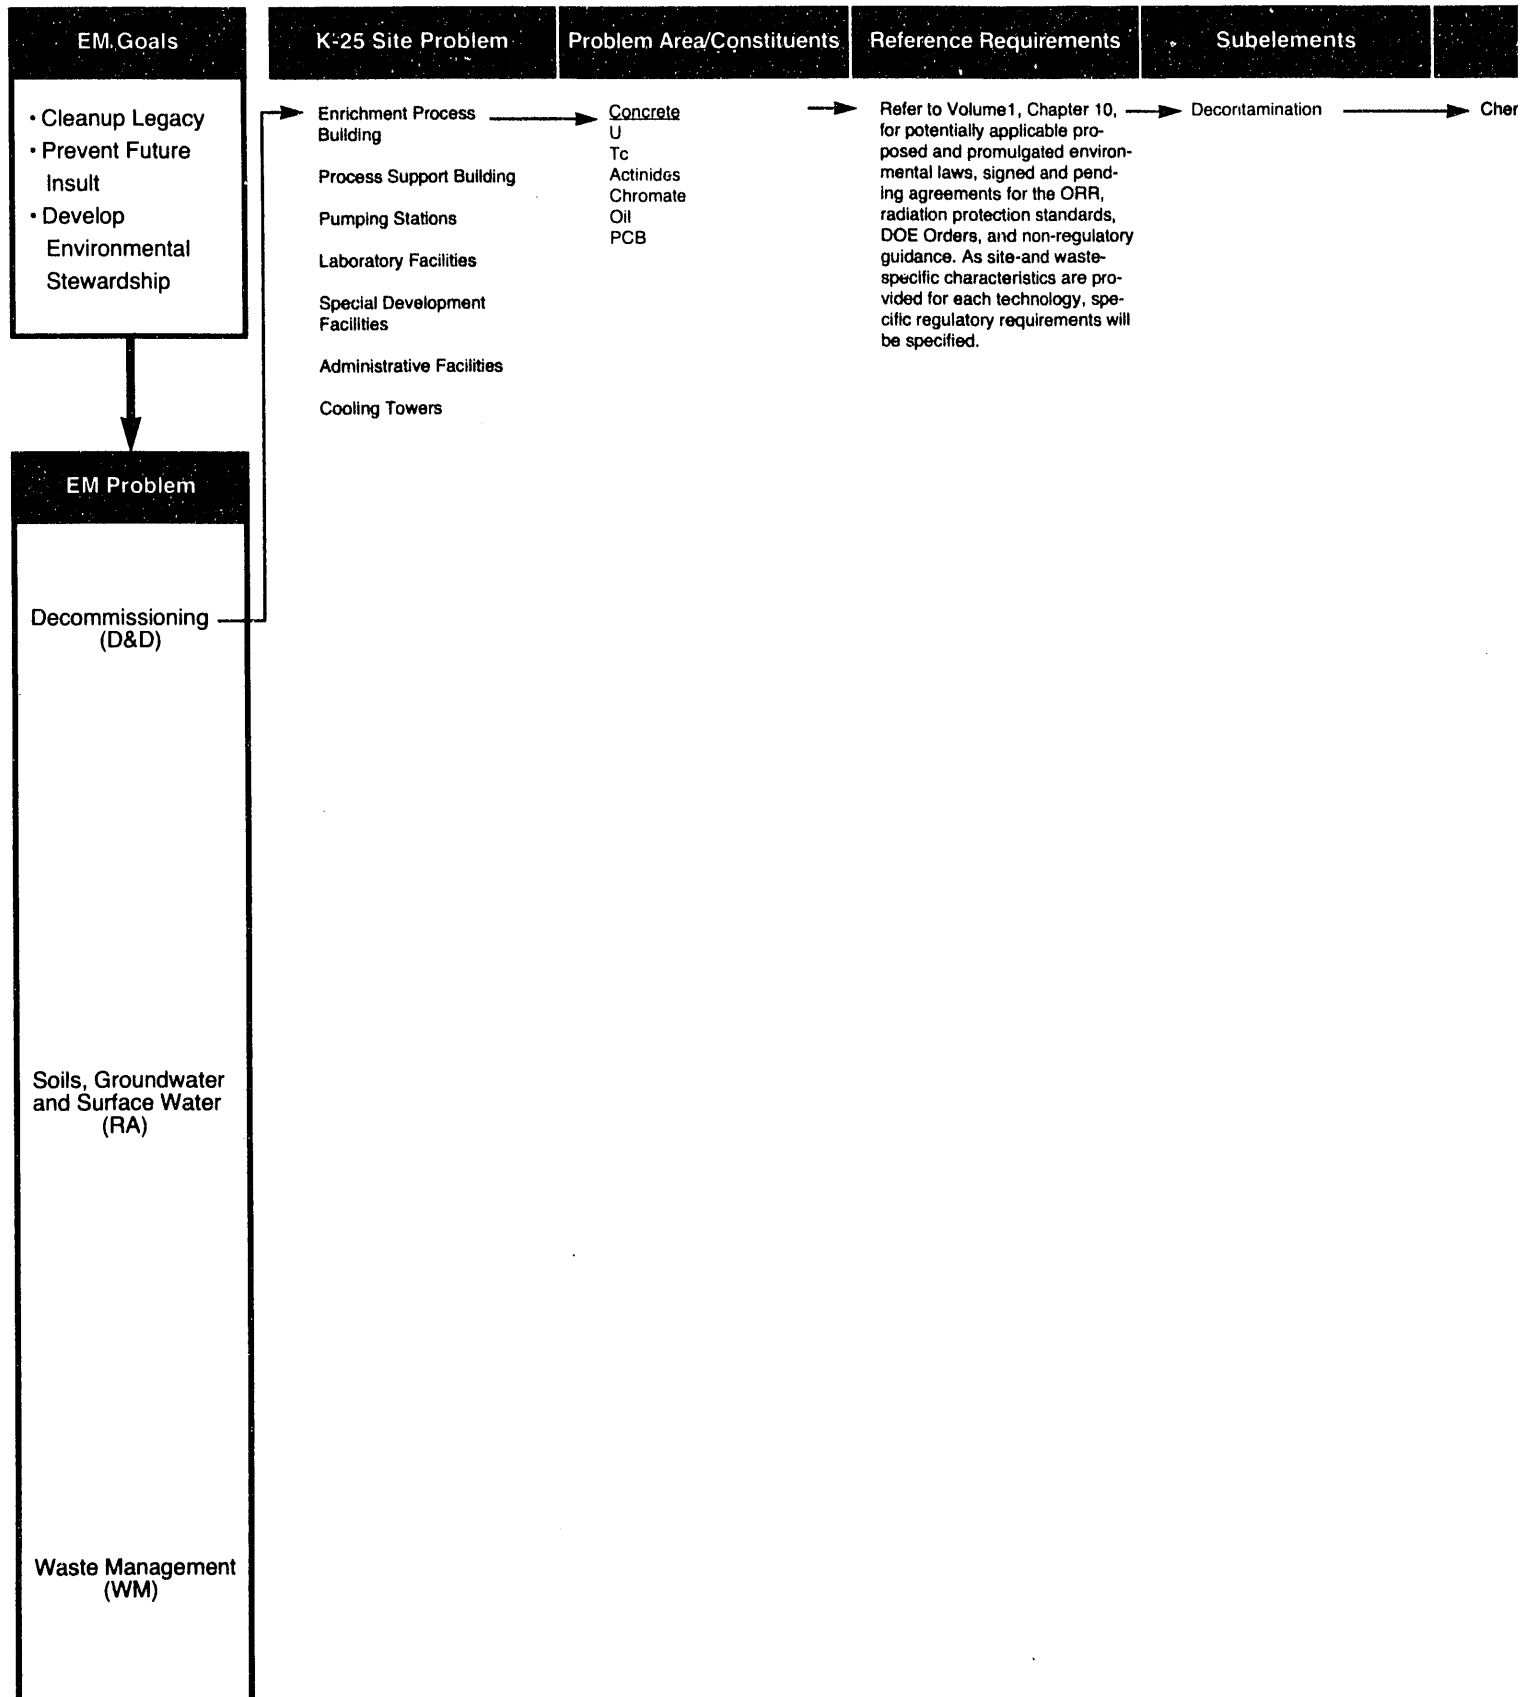 EM Goals
• Cleanup Legacy
• Prevent Future
Insult
• Develop
Environmental
Stewardship
EM Problem
Decommissioning
(D&D)
Soils, Groundwater
and Surface Water
(RA)
Waste Management
(WM)
K-25 Site Problem
Enrichment Process
Building
Process Support Building
Pumping Stations
Laboratory Facilities
Special Development
Facilities
Administrative Facilities
Cooling Towers
Problem Area/Constituents
Concrete
U
Tc
Actinides
Chromate
Oil
PCB
Reference Requirements
Refer to Volume1, Chapter 10,
for potentially applicable pro-
posed and promulgated environ-
mental laws, signed and pend-
ing agreements for the ORR,
radiation protection standards,
DOE Orders, and non-regulatory
guidance. As site-and waste-
specific characteristics are pro-
vided for each technology, spe-
cific regulatory requirements will
be specified.
Subelements
Decontamination
Cher